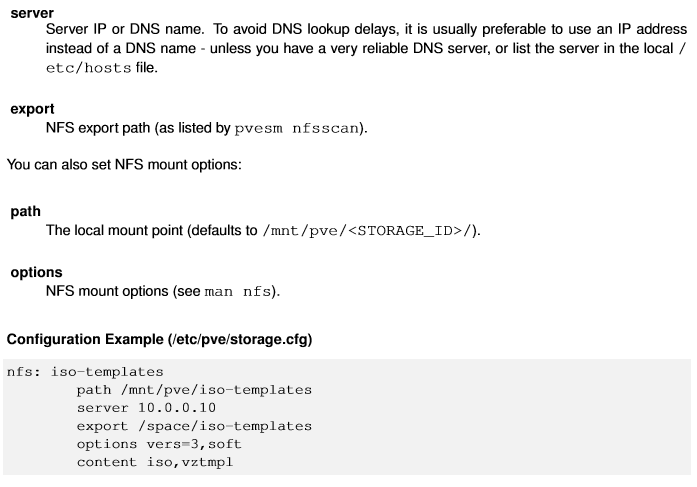 server
Server IP or DNS name. To avoid DNS lookup delays, it is usually preferable to use an IP address
instead of a DNS name - unless you have a very reliable DNS server, or list the server in the local /
etc/hosts file.
export
NFS export path (as listed by pvesm nfsscan).
You can also set NFS mount options:
path
The local mount point (defaults to /mnt/pve/<STORAGE_ID>/).
options
NFS mount options (see man nfs).
Configuration Example (/etc/pve/storage.cfg)
nfs: iso-templates
path /mnt/pve/iso-templates
server 10.0.0.10
export /space/iso-templates
options vers=3,soft
content iso,vztmpl